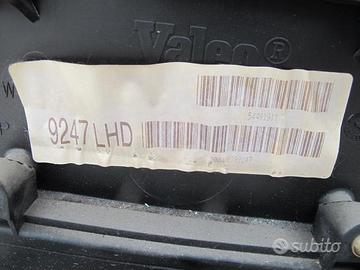 Valeo®
W
9247 LHD
P
subito